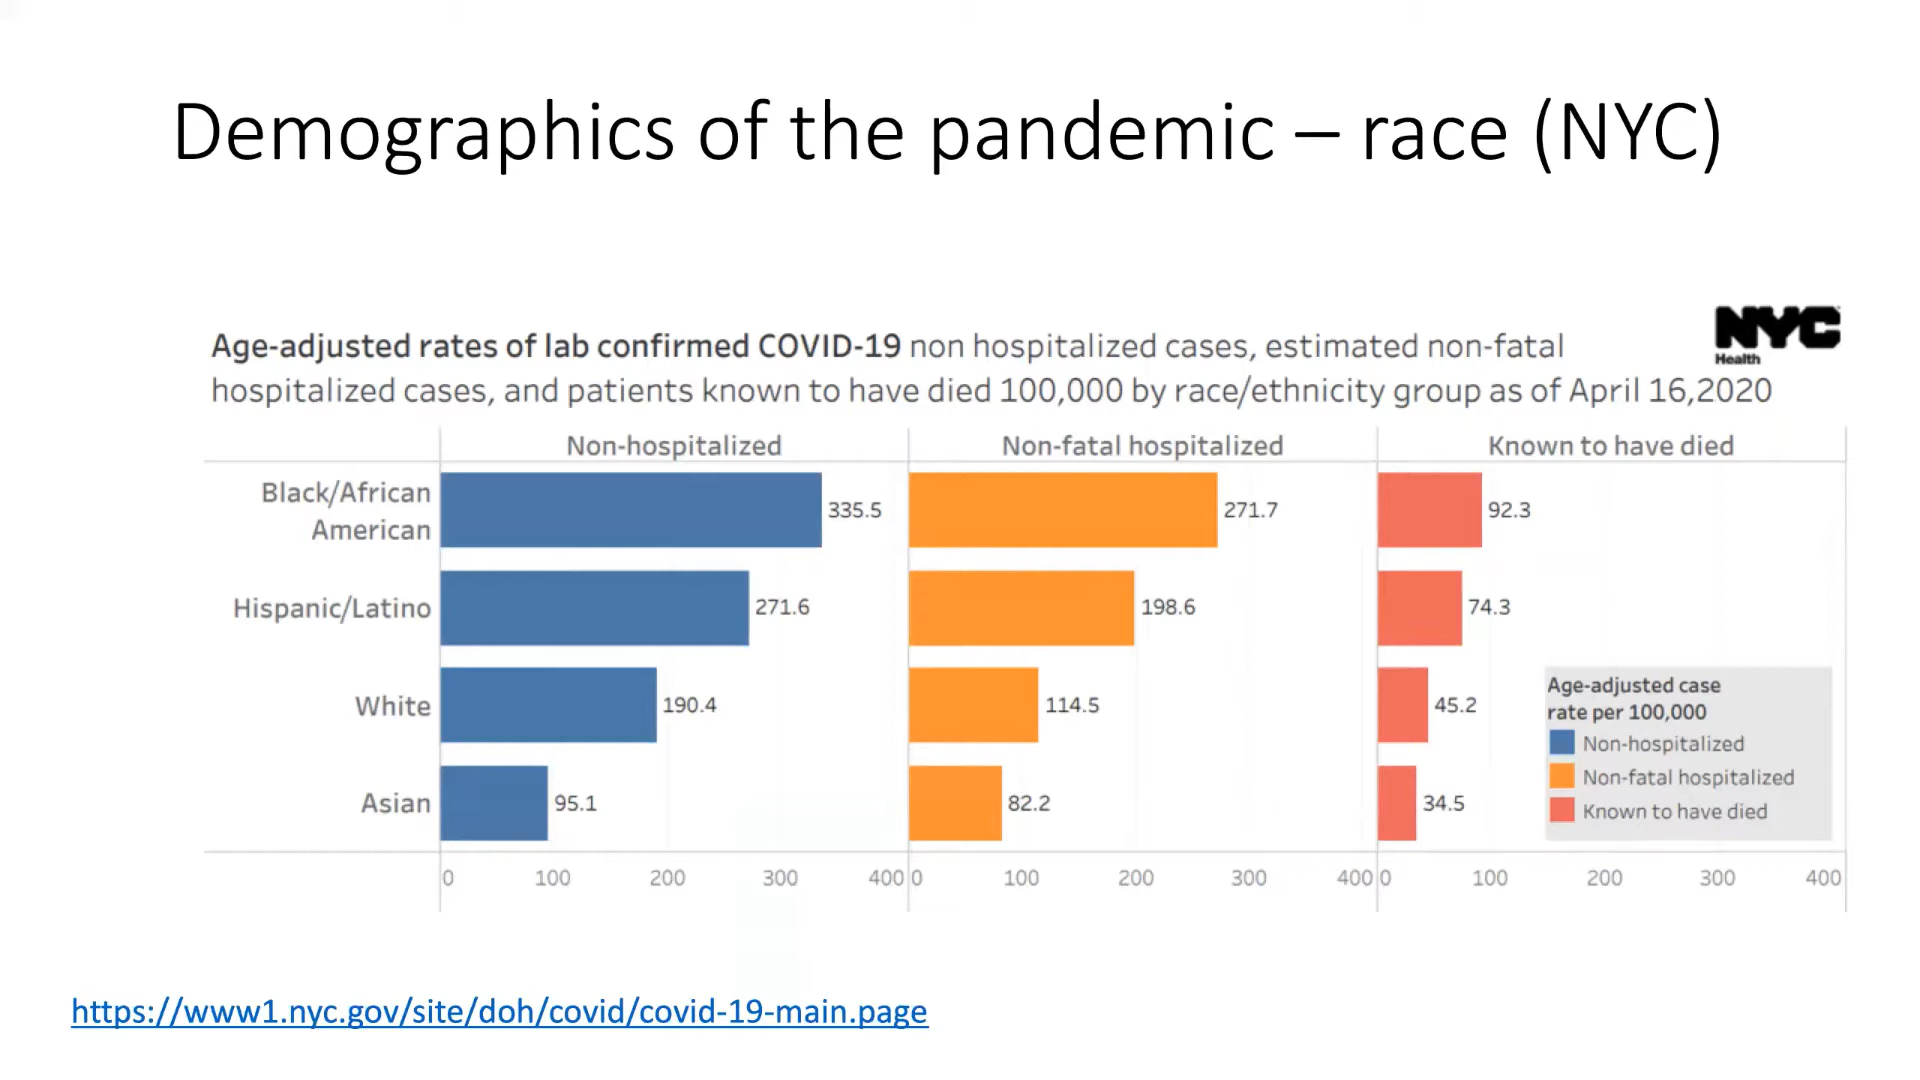 Demographics of the pandemic – race (NYC)
NYC
Health
Age-adjusted rates of lab confirmed COVID-19 non hospitalized cases, estimated non-fatal
hospitalized cases, and patients known to have died 100,000 by race/ethnicity group as of April 16,2020
Non-hospitalized Non-fatal hospitalized Known to have died
Black/African
American
335.5 271.7 92.3
Hispanic/Latino 271.6 198.6 74.3
White 190.4 114.5 45.2
Asian 95.1 82.2 34.5
Age-adjusted case
rate per 100,000
Non-hospitalized
Non-fatal hospitalized
Known to have died
0 100 200 300 400 0 100 200 300 400 0 100 200 300 400
https://www1.nyc.gov/site/doh/covid/covid-19-main.page